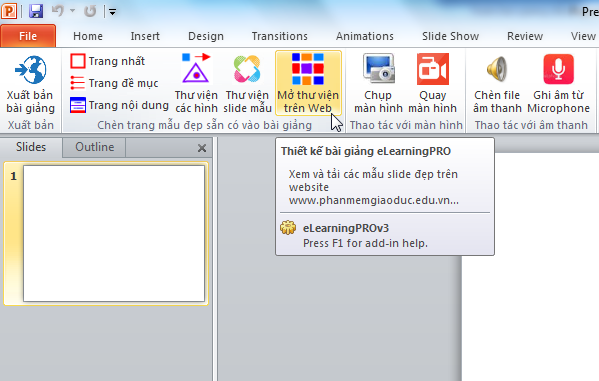 Pre
File Home Insert Design Transitions Animations Slide Show Review View
Xuất bản bài giảng
Xuất bản
Trang nhất
Trang đề mục
Trang nội dung
Thư viện các hình
Thư viện slide mẫu
Mở thư viện trên Web
Chèn trang mẫu đẹp sẵn có vào bài giảng
Chụp màn hình
Quay màn hình
Thao tác với màn hình
Chèn file âm thanh
Ghi âm từ Microphone
Thao tác với âm thanh
Slides Outline
1
Thiết kế bài giảng eLearningPRO
Xem và tải các mẫu slide đẹp trên
website
www.phanmemgiaoduc.edu.vn...
eLearningPROv3
Press F1 for add-in help.